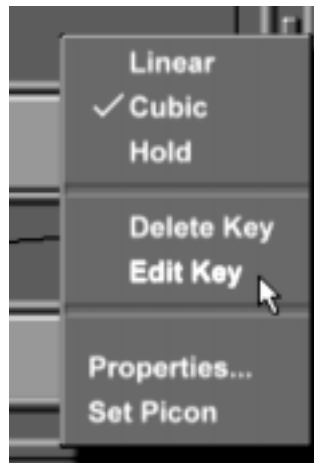 Linear
Cubic
Hold
Delete Key
Edit Key
Properties...
Set Picon